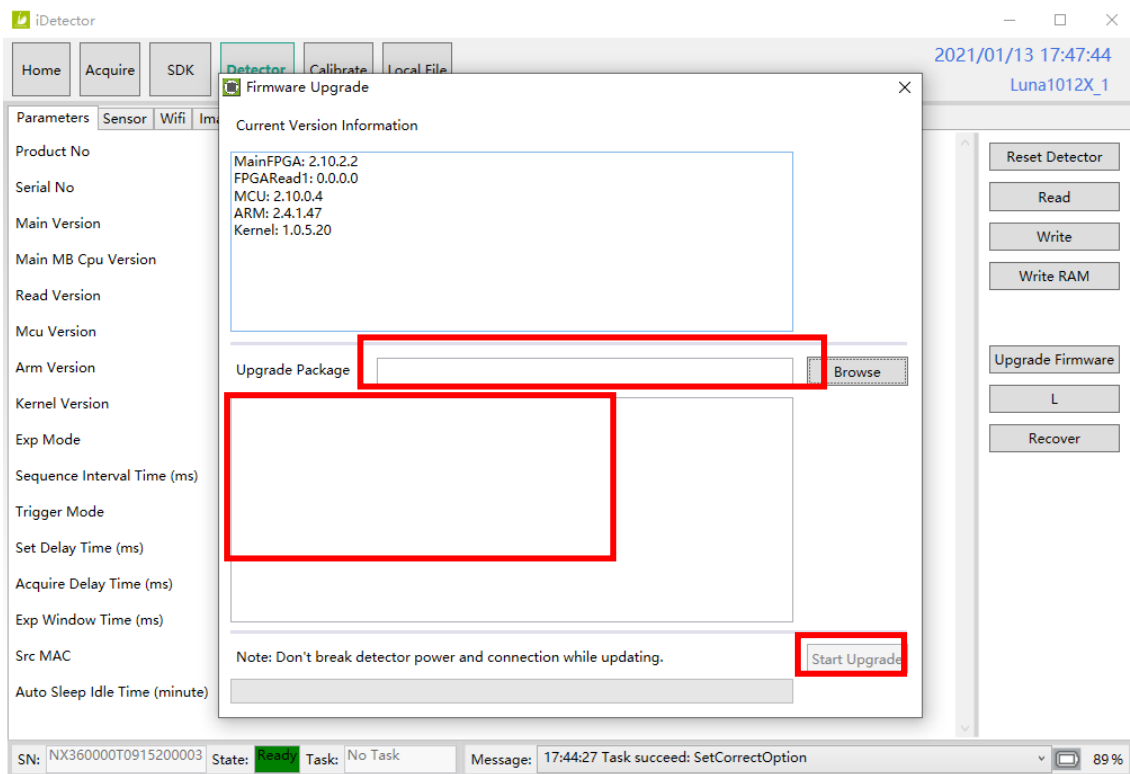 iDetector
Home
Acquire
SDK
Detector
Calibrate
Local File
2021/01/13 17:47:44
Luna1012X_1
Parameters
Sensor
Wifi
Firmware Upgrade
Current Version Information
MainFPGA: 2.10.2.2
FPGARead1: 0.0.0.0
MCU: 2.10.0.4
ARM: 2.4.1.47
Kernel: 1.0.5.20
Upgrade Package
Browse
Note: Don't break detector power and connection while updating.
Start Upgrade
Product No
Serial No
Main Version
Main MB Cpu Version
Read Version
Mcu Version
Arm Version
Kernel Version
Exp Mode
Sequence Interval Time (ms)
Trigger Mode
Set Delay Time (ms)
Acquire Delay Time (ms)
Exp Window Time (ms)
Src MAC
Auto Sleep Idle Time (minute)
Reset Detector
Read
Write
Write RAM
Upgrade Firmware
L
Recover
SN: NX360000T0915200003 State: Ready Task: No Task Message: 17:44:27 Task succeed: SetCorrectOption 89%